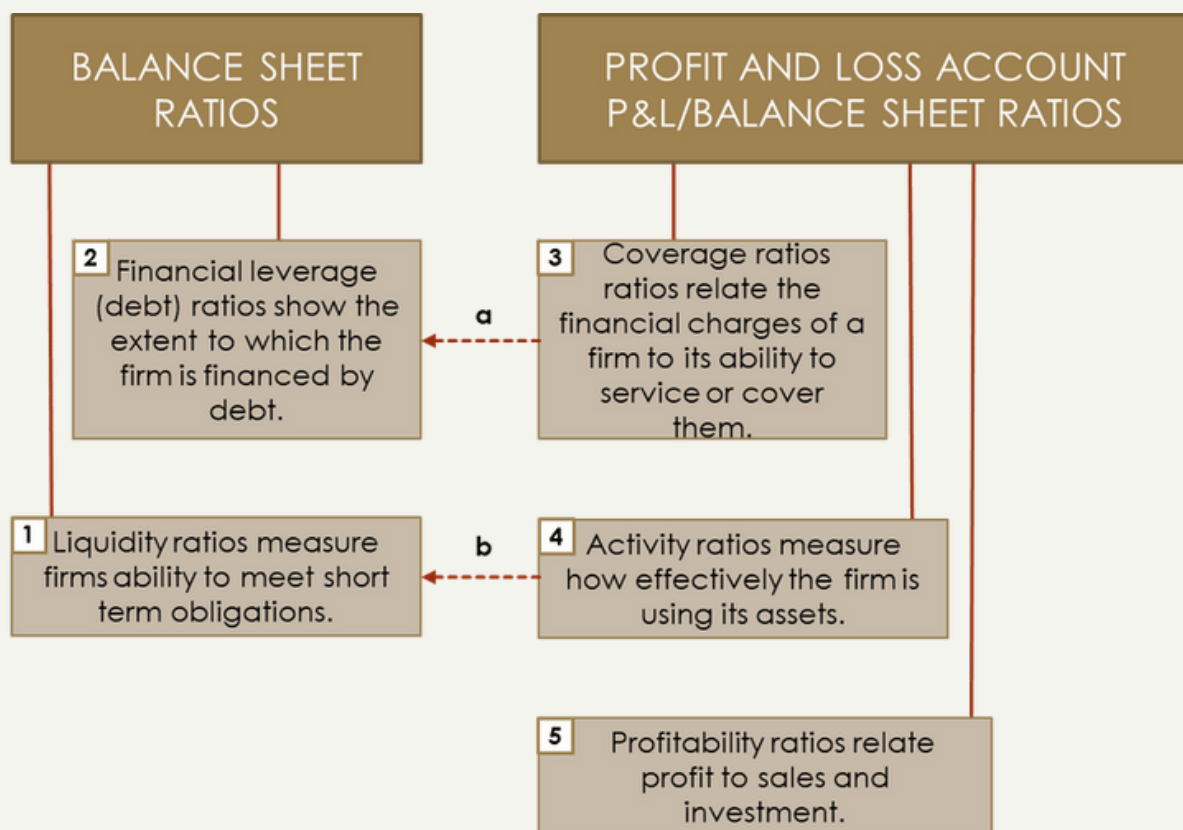 BALANCE SHEET
RATIOS
PROFIT AND LOSS ACCOUNT
P&L/BALANCE SHEET RATIOS
2
Financial leverage
(debt) ratios show the
extent to which the
firm is financed by
debt.
a
3
Coverage ratios
ratios relate the
financial charges of a
firm to its ability to
service or cover
them.
1
Liquidity ratios measure
firms ability to meet short
term obligations.
b
4
Activity ratios measure
how effectively the firm is
using its assets.
5
Profitability ratios relate
profit to sales and
investment.